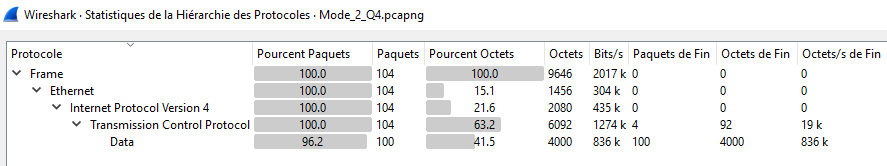 Wireshark · Statistiques de la Hiérarchie des Protocoles · Mode_2_Q4.pcapng
Protocole Pourcent Paquets Paquets Pourcent Octets Octets Bits/s Paquets de Fin Octets de Fin Octets/s de Fin
Frame 100.0 104 100.0 9646 2017 k 0 0 0
Ethernet 100.0 104 15.1 1456 304 k 0 0 0
Internet Protocol Version 4 100.0 104 21.6 2080 435 k 0 0 0
Transmission Control Protocol 100.0 104 63.2 6092 1274 k 4 92 19 k
Data 96.2 100 41.5 4000 836 k 100 4000 836 k